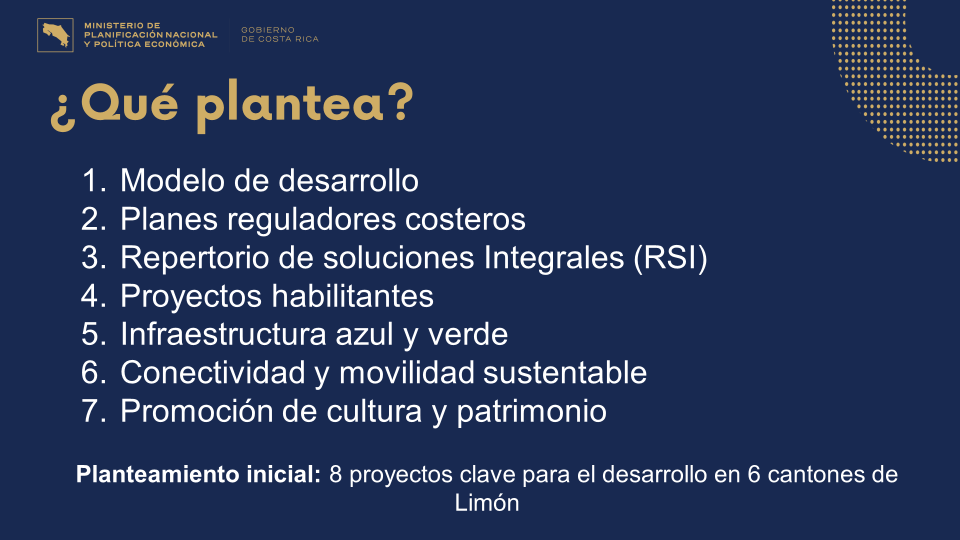 MINISTERIO DE
PLANIFICACIÓN NACIONAL
Y POLÍTICA ECONÓMICA
GOBIERNO
DE COSTA RICA
¿Qué plantea?
1. Modelo de desarrollo
2. Planes reguladores costeros
3. Repertorio de soluciones Integrales (RSI)
4. Proyectos habilitantes
5. Infraestructura azul y verde
6. Conectividad y movilidad sustentable
7. Promoción de cultura y patrimonio
Planteamiento inicial: 8 proyectos clave para el desarrollo en 6 cantones de
Limón